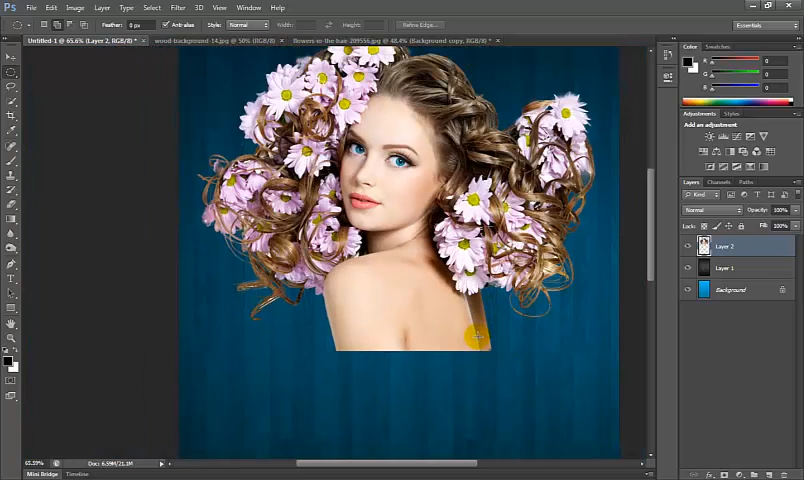 Ps File Edit Image Layer Type Select Filter 3D View Window Help
Feather: 0 px Anti-alias Style: Normal Width: Height: Refine Edge... Essentials
Untitled-1 @ 65.6% (Layer 2, RGB/8) * × wood-background-14.jpg @ 50% (RGB/8) × flowers-in-the-hair-209556.jpg @ 48.4% (Background copy, RGB/8) * ×
Color Swatches
R 0
G 0
B 0
Adjustments Styles
Add an adjustment
Layers Channels Paths
Kind
Normal Opacity: 100%
Lock: Fill: 100%
Layer 2
Layer 1
Background
T
65.59% Doc: 6.59M/21.1M
Mini Bridge Timeline